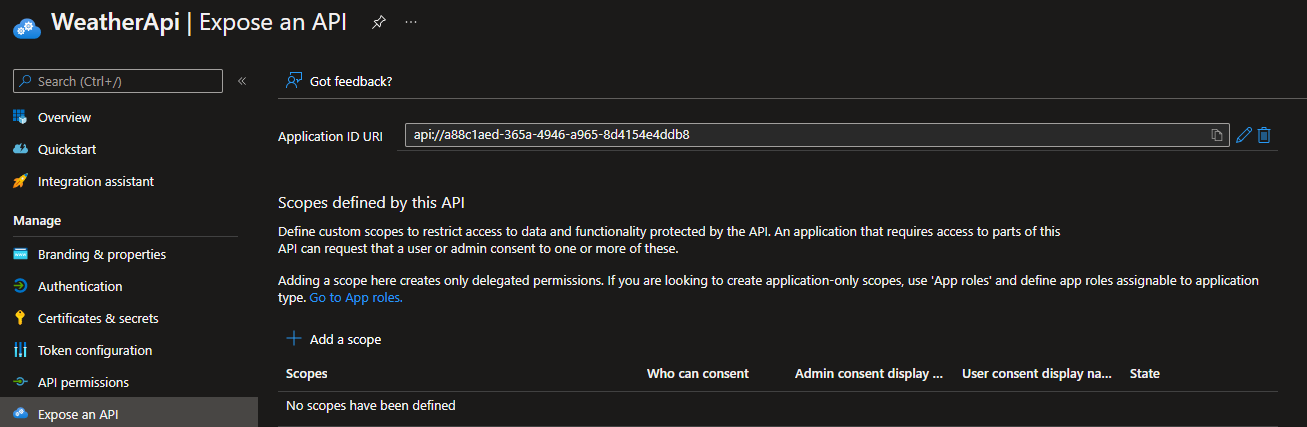 WeatherApi | Expose an API
Search (Ctrl+/)
Overview
Quickstart
Integration assistant
Manage
Branding & properties
Authentication
Certificates & secrets
Token configuration
API permissions
Expose an API
Got feedback?
Application ID URI
api://a88c1aed-365a-4946-a965-8d4154e4ddb8
Scopes defined by this API
Define custom scopes to restrict access to data and functionality protected by the API. An application that requires access to parts of this
API can request that a user or admin consent to one or more of these.
Adding a scope here creates only delegated permissions. If you are looking to create application-only scopes, use 'App roles' and define app roles assignable to application
type. Go to App roles.
Add a scope
Scopes Who can consent Admin consent display ... User consent display na... State
No scopes have been defined